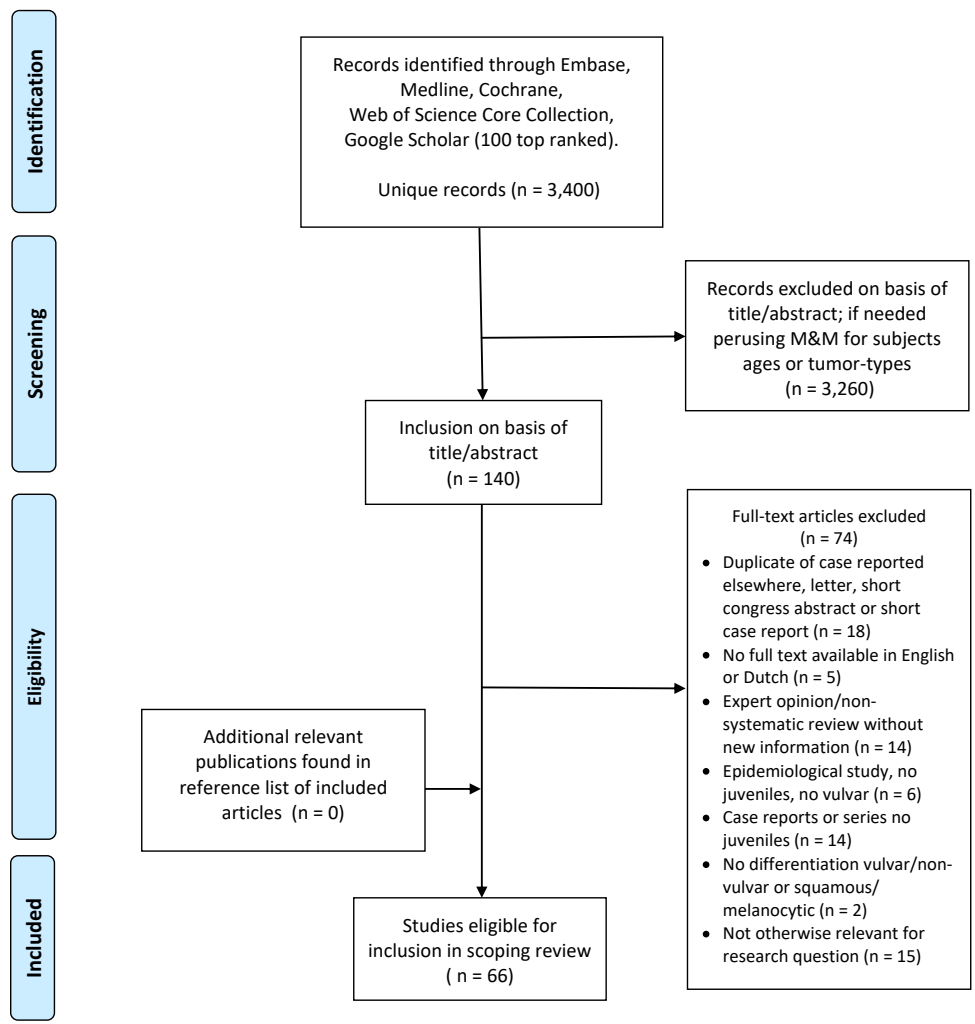 Identification
Records identified through Embase,
Medline, Cochrane,
Web of Science Core Collection,
Google Scholar (100 top ranked).
Unique records (n = 3,400)
Screening
Records excluded on basis of
title/abstract; if needed
perusing M&M for subjects
ages or tumor-types
(n = 3,260)
Inclusion on basis of
title/abstract
(n = 140)
Eligibility
Full-text articles excluded
(n = 74)
• Duplicate of case reported
elsewhere, letter, short
congress abstract or short
case report (n = 18)
• No full text available in English
or Dutch (n = 5)
• Expert opinion/non-
systematic review without
new information (n = 14)
• Epidemiological study, no
juveniles, no vulvar (n = 6)
• Case reports or series no
juveniles (n = 14)
• No differentiation vulvar/non-
vulvar or squamous/
melanocytic (n = 2)
• Not otherwise relevant for
research question (n = 15)
Additional relevant
publications found in
reference list of included
articles (n = 0)
Included
Studies eligible for
inclusion in scoping review
( n = 66)